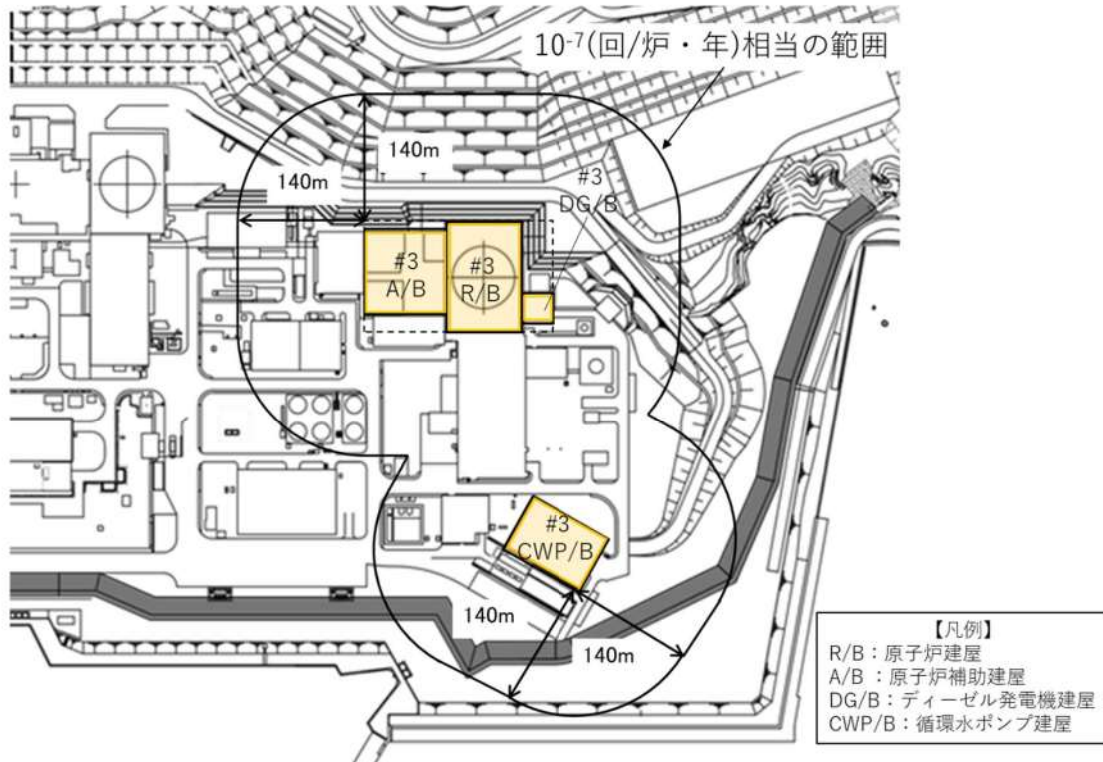 10⁻⁷(回/炉・年)相当の範囲
140m
140m
#3
DG/B
#3
A/B
#3
R/B
#3
CWP/B
140m
140m
【凡例】
R/B：原子炉建屋
A/B ：原子炉補助建屋
DG/B：ディーゼル発電機建屋
CWP/B：循環水ポンプ建屋